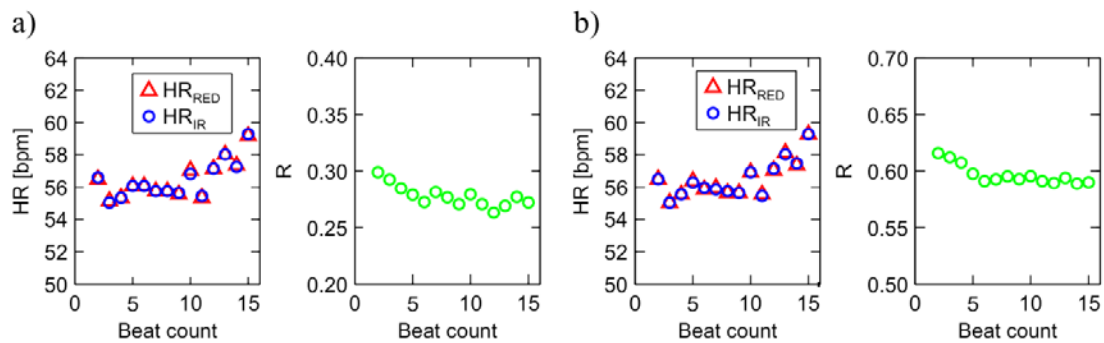 a)
HR [bpm]
64
62
60
58
56
54
52
50
HR_RED
HR_IR
0 5 10 15
Beat count
R
0.40
0.35
0.30
0.25
0.20
0 5 10 15
Beat count
b)
HR [bpm]
64
62
60
58
56
54
52
50
HR_RED
HR_IR
0 5 10 15
Beat count
R
0.70
0.65
0.60
0.55
0.50
0 5 10 15
Beat count